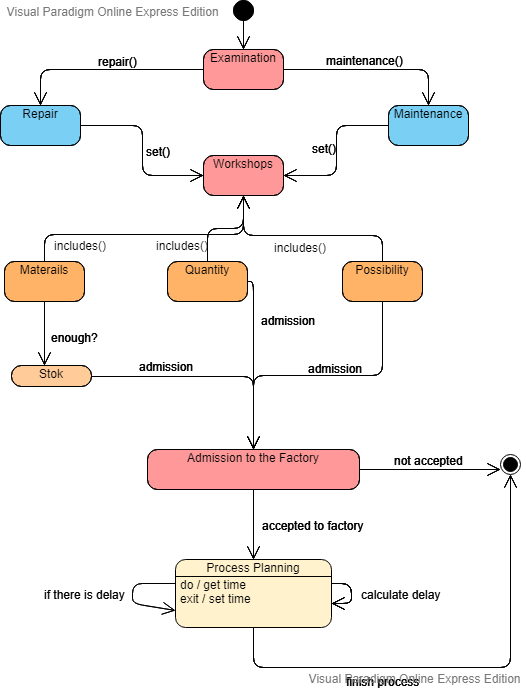 Visual Paradigm Online Express Edition
Examination
repair()
maintenance()
Repair
Maintenance
set()
set()
Workshops
includes()
includes()
includes()
Materails
Quantity
Possibility
admission
enough?
admission
admission
Stok
Admission to the Factory
not accepted
accepted to factory
Process Planning
do / get time
exit / set time
if there is delay
calculate delay
Visual Paradigm Online Express Edition
finish process